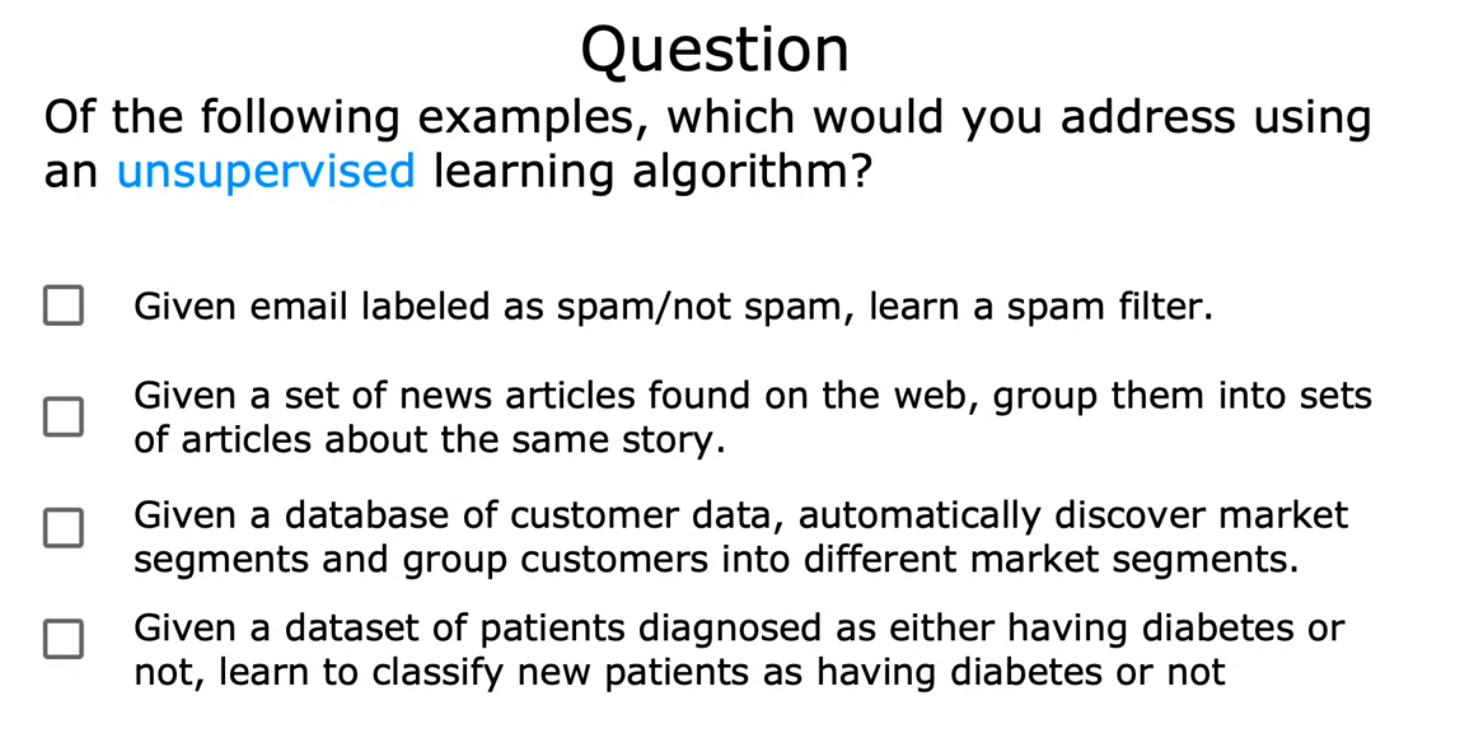 Question
Of the following examples, which would you address using
an unsupervised learning algorithm?
Given email labeled as spam/not spam, learn a spam filter.
Given a set of news articles found on the web, group them into sets
of articles about the same story.
Given a database of customer data, automatically discover market
segments and group customers into different market segments.
Given a dataset of patients diagnosed as either having diabetes or
not, learn to classify new patients as having diabetes or not